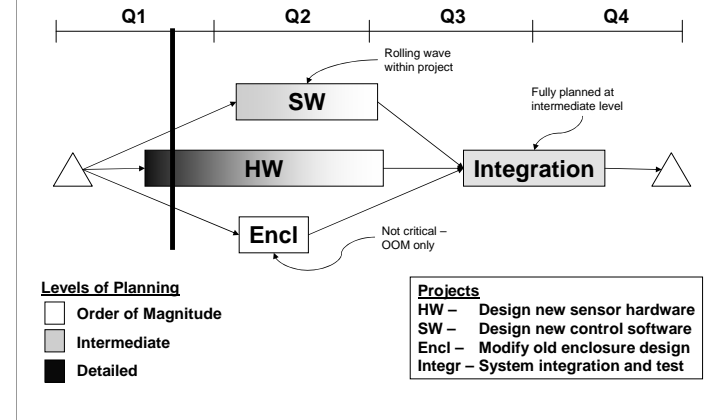 Q1 Q2 Q3 Q4
Rolling wave
within project
SW
Fully planned at
intermediate level
HW
Integration
Encl
Not critical –
OOM only
Levels of Planning
Order of Magnitude
Intermediate
Detailed
Projects
HW – Design new sensor hardware
SW – Design new control software
Encl – Modify old enclosure design
Integr – System integration and test